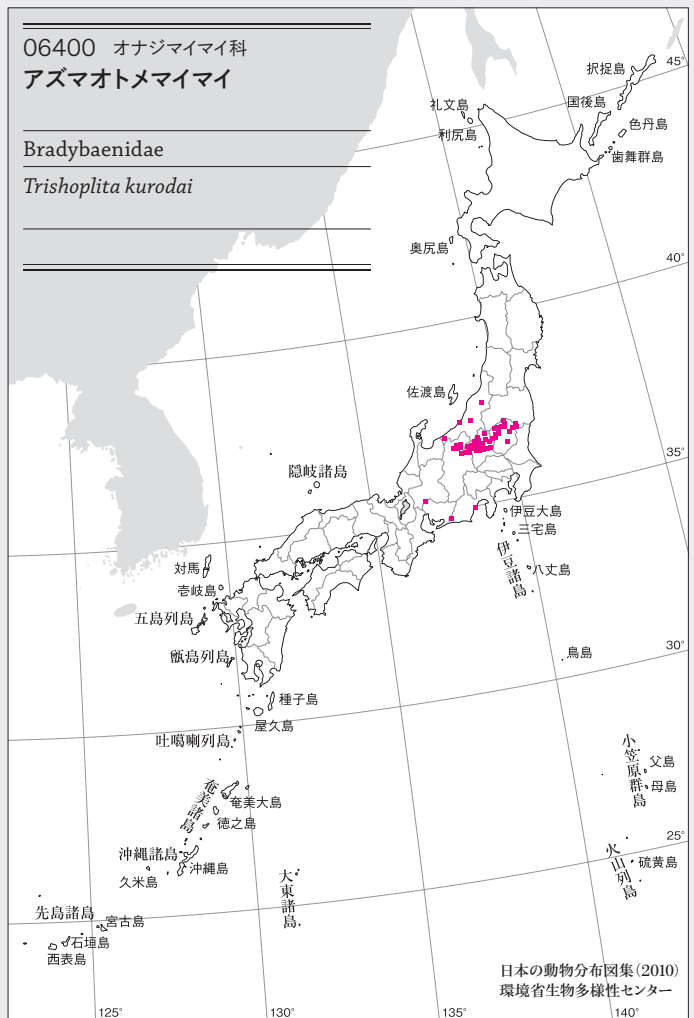 06400 オナジマイマイ科
アズマオトメマイマイ
Bradybaenidae
Trishoplita kurodai
択捉島
45°
礼文島
国後島
利尻島
色丹島
歯舞群島
奥尻島
40°
佐渡島
35°
隠岐諸島
伊豆大島
三宅島
伊豆諸島
八丈島
対馬
壱岐島
五島列島
甑島列島
鳥島
30°
種子島
屋久島
吐噶喇列島
小笠原群島
父島
母島
奄美諸島
奄美大島
徳之島
25°
沖縄諸島
沖縄島
久米島
火山列島
硫黄島
大東諸島
先島諸島
宮古島
石垣島
西表島
日本の動物分布図集(2010)
環境省生物多様性センター
125°
130°
135°
140°